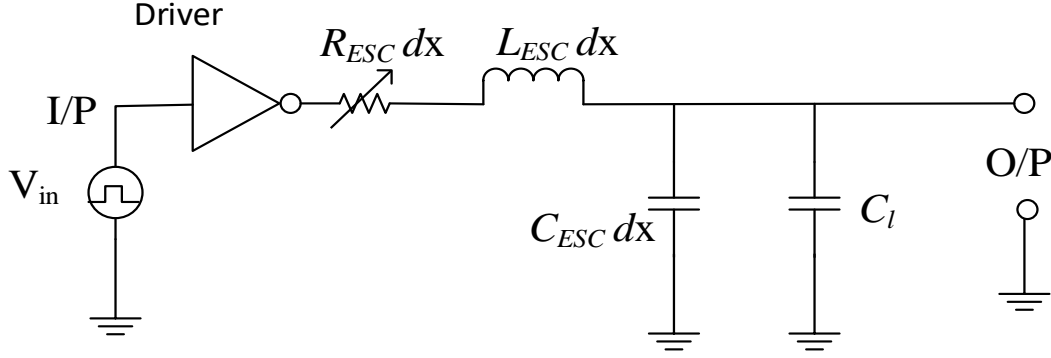 Driver
R_ESC dx
L_ESC dx
I/P
V_in
O/P
C_ESC dx
C_l